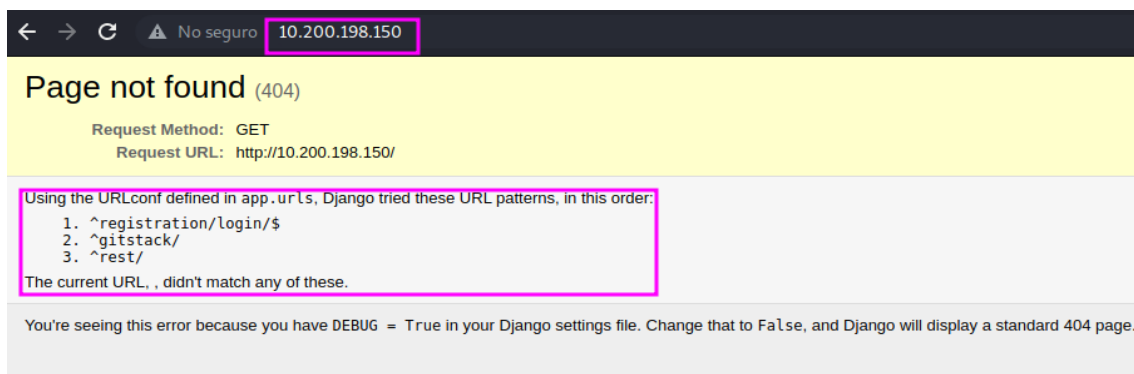 No seguro 10.200.198.150
Page not found (404)
Request Method: GET
Request URL: http://10.200.198.150/
Using the URLconf defined in app.urls, Django tried these URL patterns, in this order:
1. ^registration/login/$
2. ^gitstack/
3. ^rest/
The current URL, , didn't match any of these.
You're seeing this error because you have DEBUG = True in your Django settings file. Change that to False, and Django will display a standard 404 page.